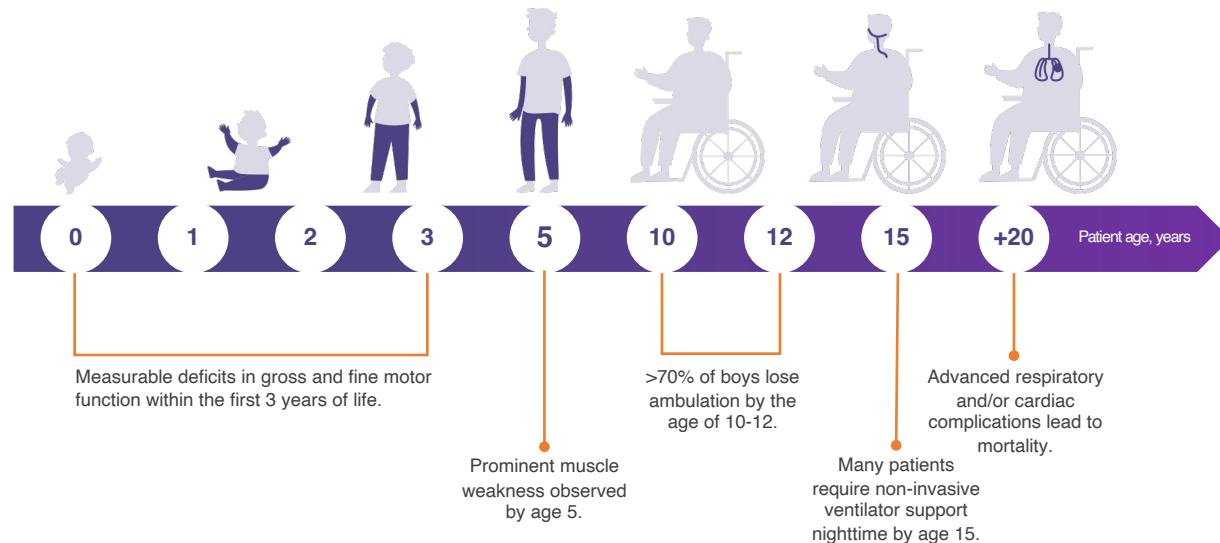 0
1
2
3
5
10
12
15
+20
Patient age, years
Measurable deficits in gross and fine motor
function within the first 3 years of life.
Prominent muscle
weakness observed
by age 5.
>70% of boys lose
ambulation by the
age of 10-12.
Many patients
require non-invasive
ventilator support
nighttime by age 15.
Advanced respiratory
and/or cardiac
complications lead to
mortality.